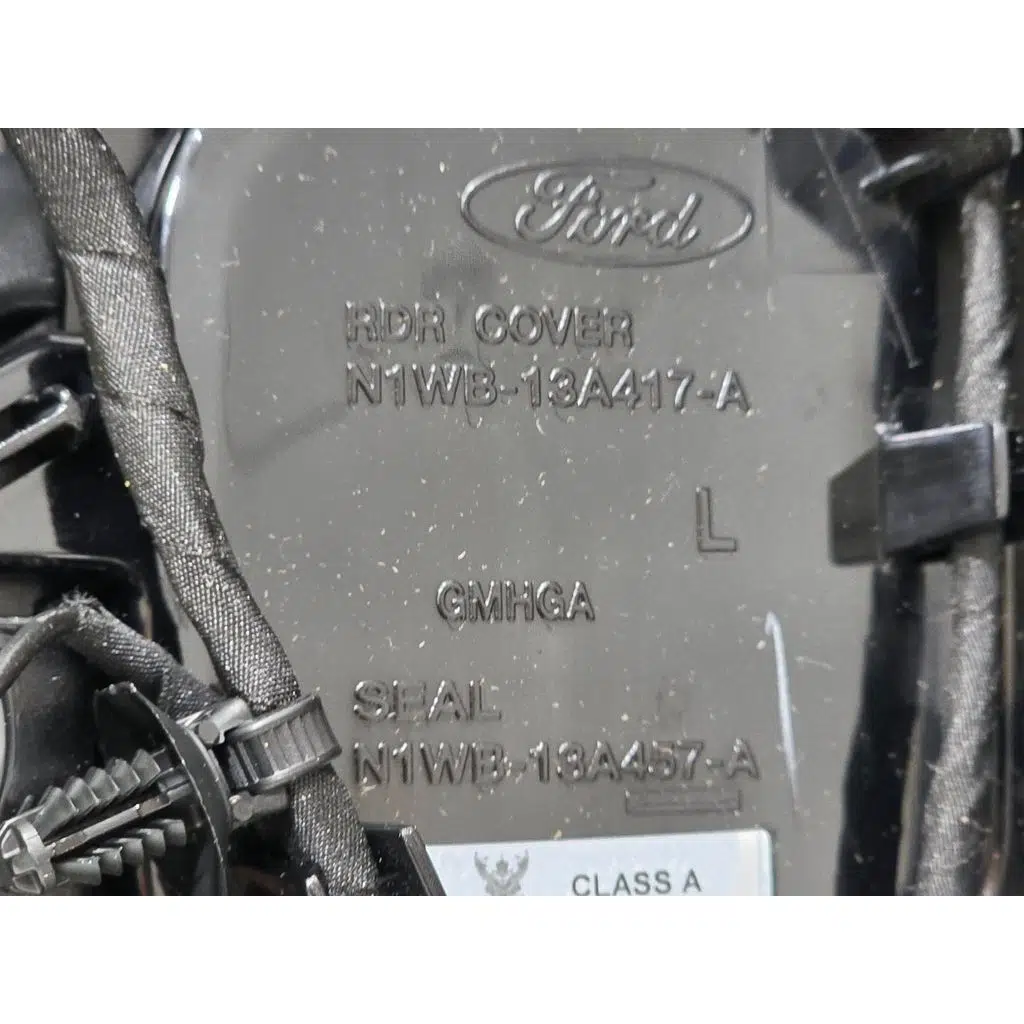 Ford
RDR COVER
N1WB-13A417-A
L
GMHGA
SEAL
N1WB-13A457-A
CLASS A